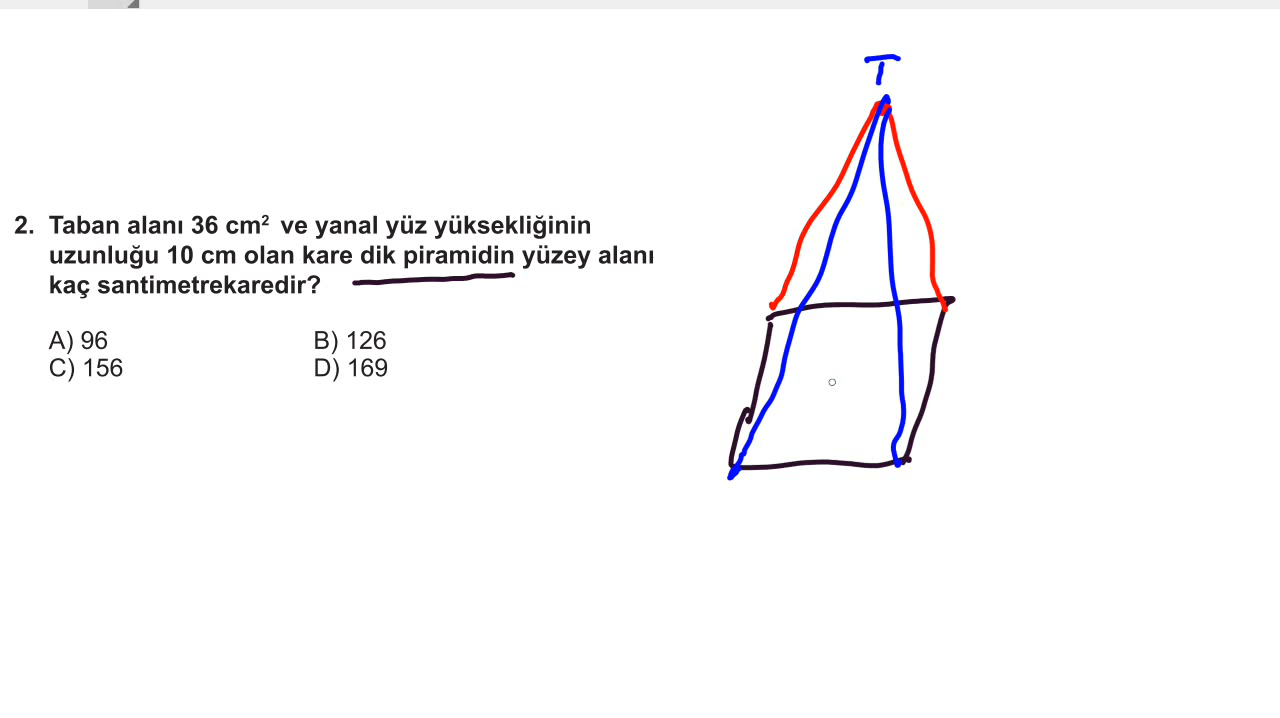 T
2. Taban alanı 36 cm² ve yanal yüz yüksekliğinin
uzunluğu 10 cm olan kare dik piramidin yüzey alanı
kaç santimetrekaredir?
A) 96 B) 126
C) 156 D) 169